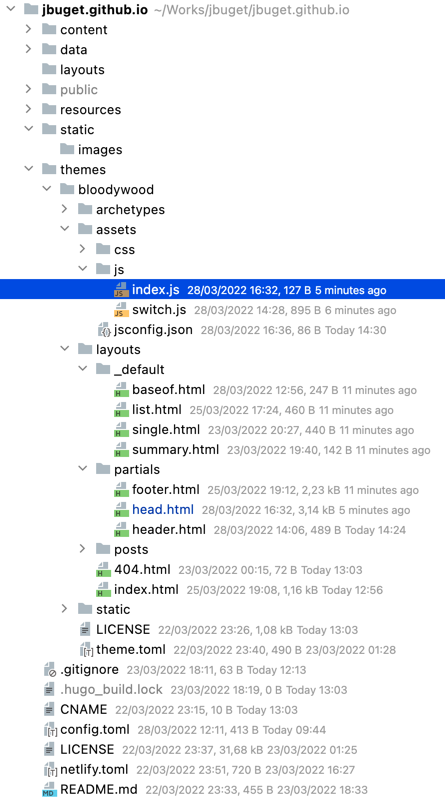 jbuget.github.io ~/Works/jbuget/jbuget.github.io
content
data
layouts
public
resources
static
images
themes
bloodywood
archetypes
assets
css
js
index.js 28/03/2022 16:32, 127 B 5 minutes ago
switch.js 28/03/2022 14:28, 895 B 6 minutes ago
jsconfig.json 28/03/2022 16:36, 86 B Today 14:30
layouts
_default
baseof.html 28/03/2022 12:56, 247 B 11 minutes ago
list.html 25/03/2022 17:24, 460 B 11 minutes ago
single.html 23/03/2022 20:27, 440 B 11 minutes ago
summary.html 23/03/2022 19:40, 142 B 11 minutes ago
partials
footer.html 25/03/2022 19:12, 2,23 kB 11 minutes ago
head.html 28/03/2022 16:32, 3,14 kB 5 minutes ago
header.html 28/03/2022 14:06, 489 B Today 14:24
posts
404.html 23/03/2022 00:15, 72 B Today 13:03
index.html 25/03/2022 19:08, 1,16 kB Today 12:56
static
LICENSE 22/03/2022 23:26, 1,08 kB Today 13:03
theme.toml 22/03/2022 23:40, 490 B 23/03/2022 01:28
.gitignore 23/03/2022 18:11, 63 B Today 12:13
.hugo_build.lock 23/03/2022 18:19, 0 B Today 13:03
CNAME 22/03/2022 23:15, 10 B Today 13:03
config.toml 28/03/2022 12:11, 413 B Today 09:44
LICENSE 22/03/2022 23:37, 31,68 kB 23/03/2022 01:25
netlify.toml 22/03/2022 23:51, 720 B 23/03/2022 16:27
README.md 22/03/2022 23:33, 455 B 23/03/2022 18:33